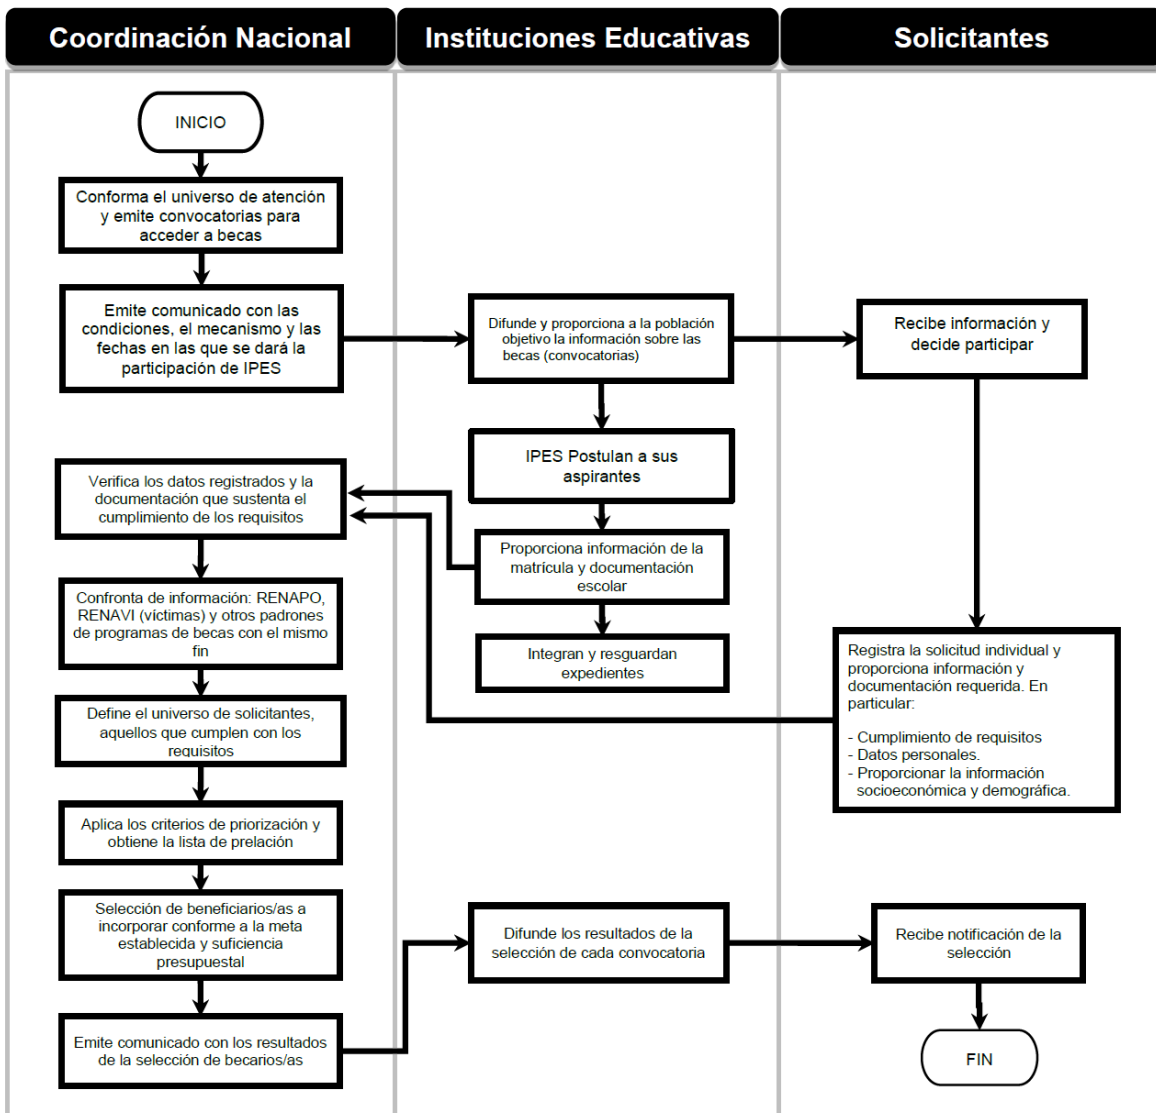 Coordinación Nacional
Instituciones Educativas
Solicitantes
INICIO
Conforma el universo de atención
y emite convocatorias para
acceder a becas
Emite comunicado con las
condiciones, el mecanismo y las
fechas en las que se dará la
participación de IPES
Difunde y proporciona a la población
objetivo la información sobre las
becas (convocatorias)
Recibe información y
decide participar
IPES Postulan a sus
aspirantes
Verifica los datos registrados y la
documentación que sustenta el
cumplimiento de los requisitos
Proporciona información de la
matrícula y documentación
escolar
Confronta de información: RENAPO,
RENAVI (víctimas) y otros padrones
de programas de becas con el mismo
fin
Integran y resguardan
expedientes
Registra la solicitud individual y
proporciona información y
documentación requerida. En
particular:
- Cumplimiento de requisitos
- Datos personales.
- Proporcionar la información
socioeconómica y demográfica.
Define el universo de solicitantes,
aquellos que cumplen con los
requisitos
Aplica los criterios de priorización y
obtiene la lista de prelación
Selección de beneficiarios/as a
incorporar conforme a la meta
establecida y suficiencia
presupuestal
Difunde los resultados de la
selección de cada convocatoria
Recibe notificación de la
selección
Emite comunicado con los resultados
de la selección de becarios/as
FIN